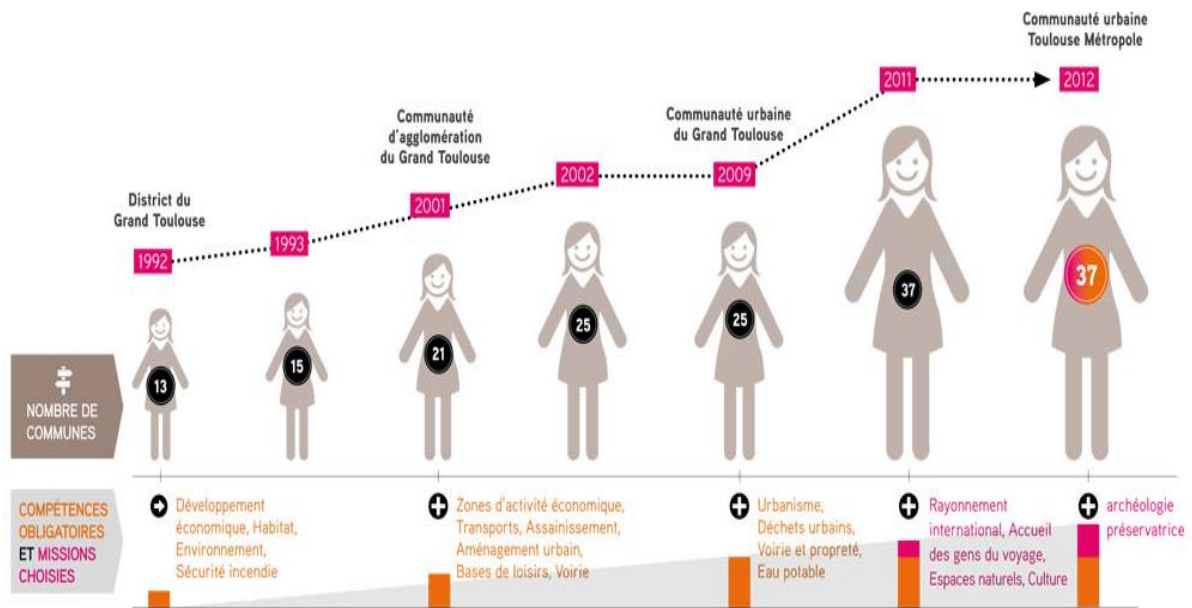 Communauté urbaine
Toulouse Métropole
2011
2012
Communauté
d'agglomération
du Grand Toulouse
Communauté urbaine
du Grand Toulouse
2002
2009
District du
Grand Toulouse
2001
1992
1993
13
15
21
25
25
37
37
NOMBRE DE
COMMUNES
COMPÉTENCES
OBLIGATOIRES
ET MISSIONS
CHOISIES
Développement
économique, Habitat,
Environnement,
Sécurité incendie
Zones d'activité économique,
Transports, Assainissement,
Aménagement urbain,
Bases de loisirs, Voirie
Urbanisme,
Déchets urbains,
Voirie et propreté,
Eau potable
Rayonnement
international, Accueil
des gens du voyage,
Espaces naturels, Culture
archéologie
préservatrice